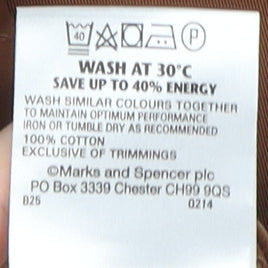 40 P
WASH AT 30°C
SAVE UP TO 40% ENERGY
WASH SIMILAR COLOURS TOGETHER
TO MAINTAIN OPTIMUM PERFORMANCE
IRON OR TUMBLE DRY AS RECOMMENDED
100% COTTON
EXCLUSIVE OF TRIMMINGS
©Marks and Spencer plc
PO Box 3339 Chester CH99 9QS
B25 0214